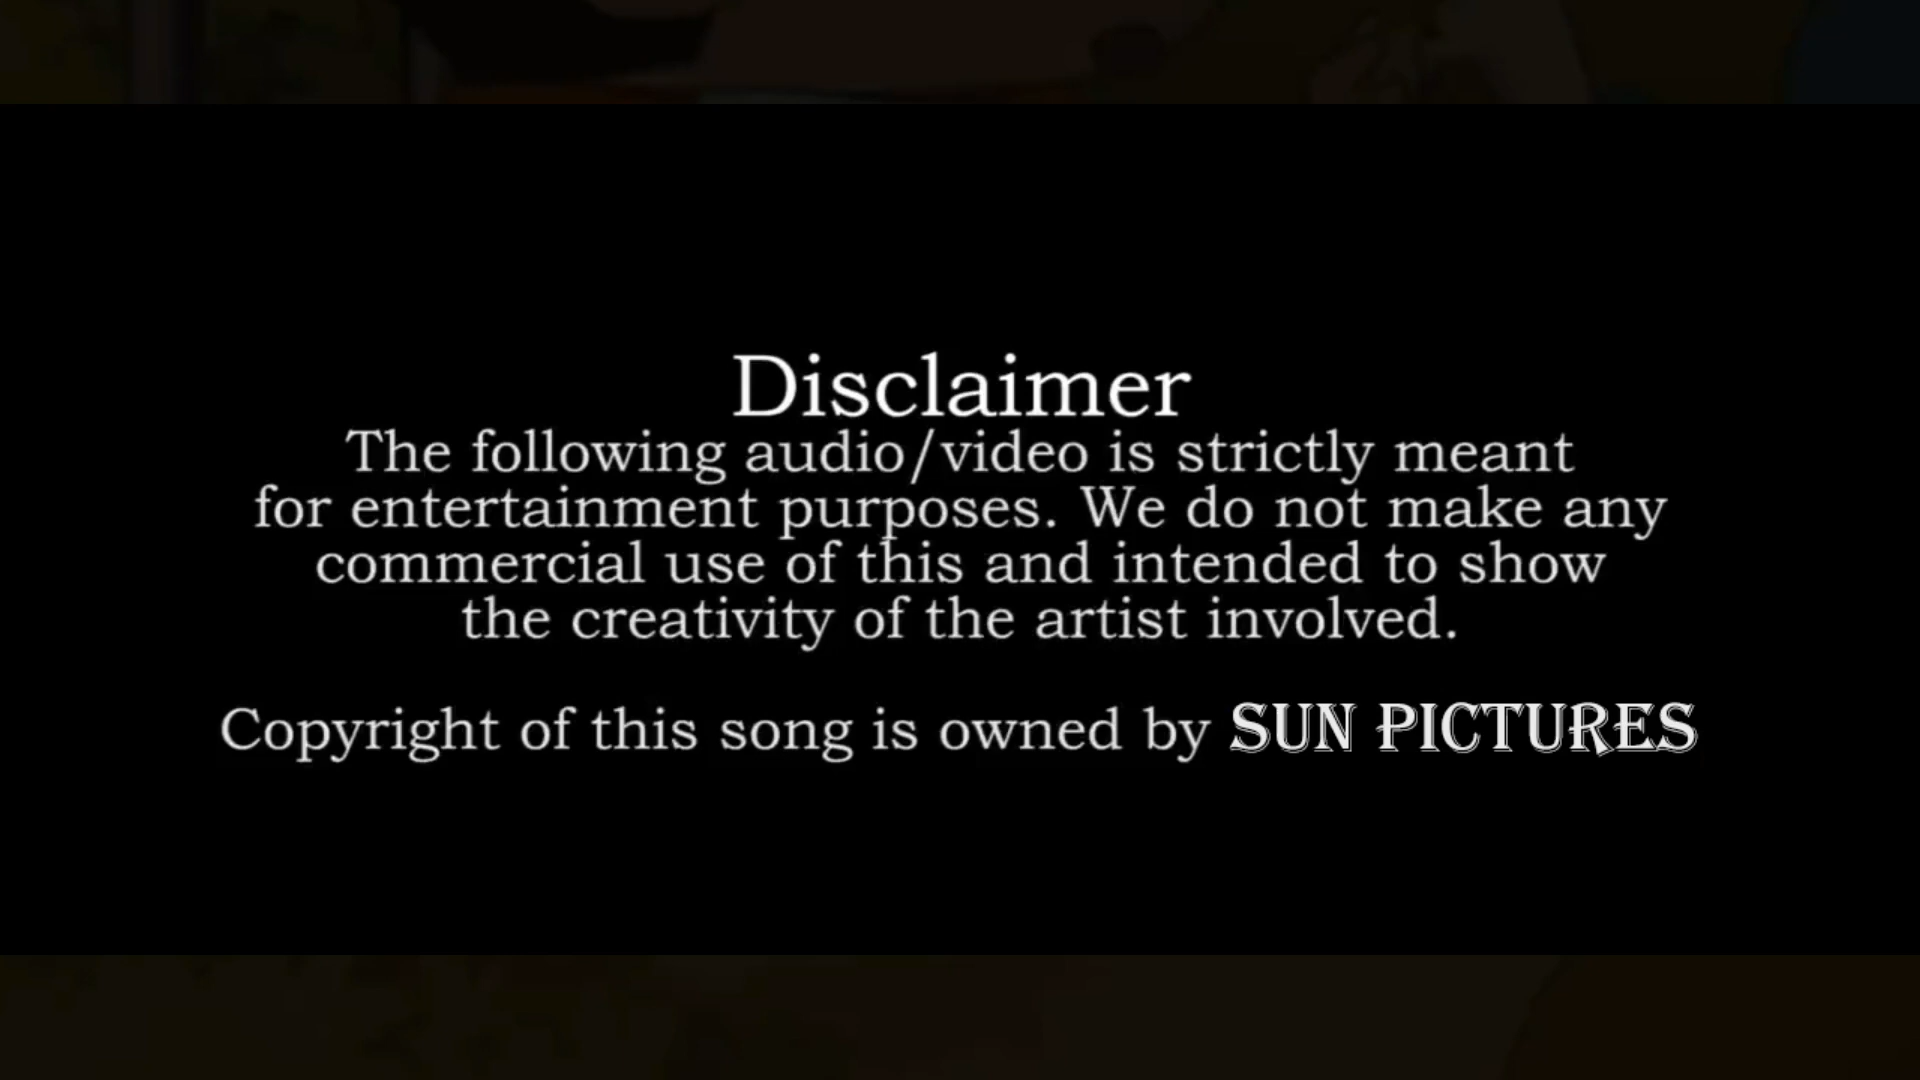 Disclaimer
The following audio/video is strictly meant
for entertainment purposes. We do not make any
commercial use of this and intended to show
the creativity of the artist involved.
Copyright of this song is owned by SUN PICTURES